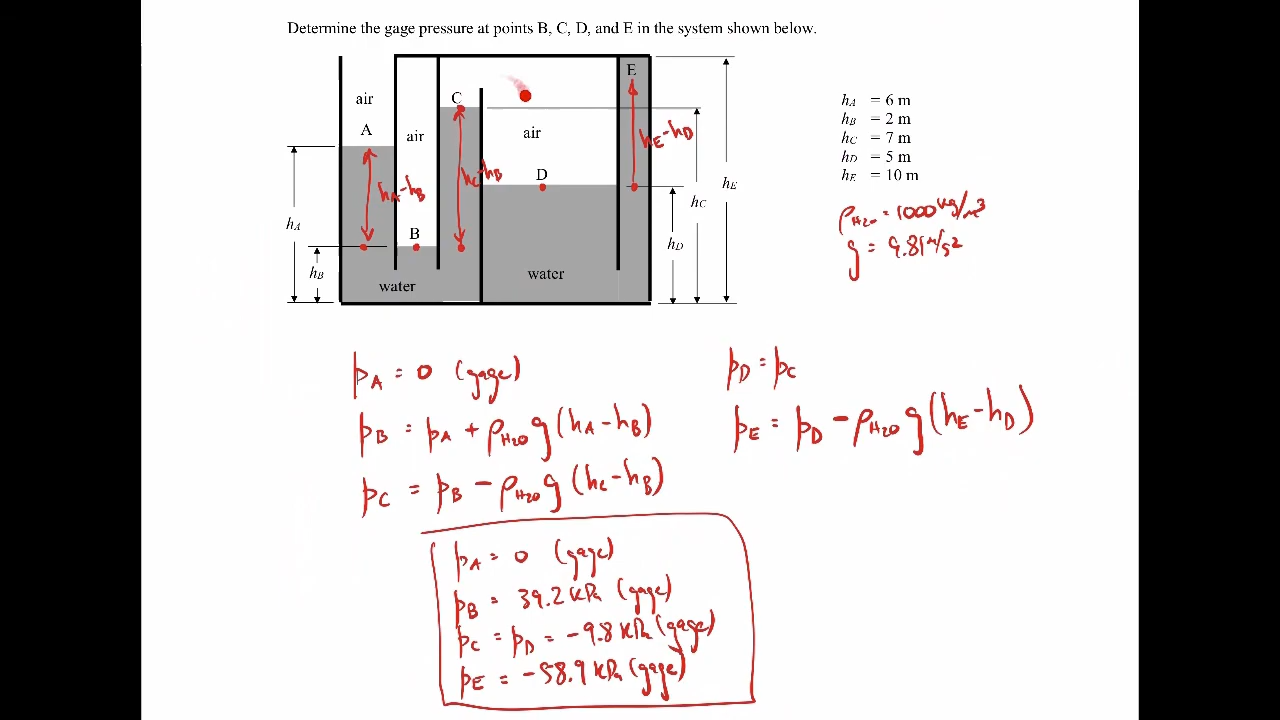 Determine the gage pressure at points B, C, D, and E in the system shown below.
air
A
air
C
air
D
E
B
water
water
hA
hB
hD
hC
hE
hA-hB
hC-hB
hE-hD
hA = 6 m
hB = 2 m
hC = 7 m
hD = 5 m
hE = 10 m
ρH2O = 1000 kg/m3
g = 9.81 m/s2
pA = 0 (gage)
pB = pA + ρH2O g (hA - hB)
pC = pB - ρH2O g (hC - hB)
pD = pC
pE = pD - ρH2O g (hE - hD)
pA = 0 (gage)
pB = 39.2 kPa (gage)
pC = pD = -9.8 kPa (gage)
pE = -58.9 kPa (gage)